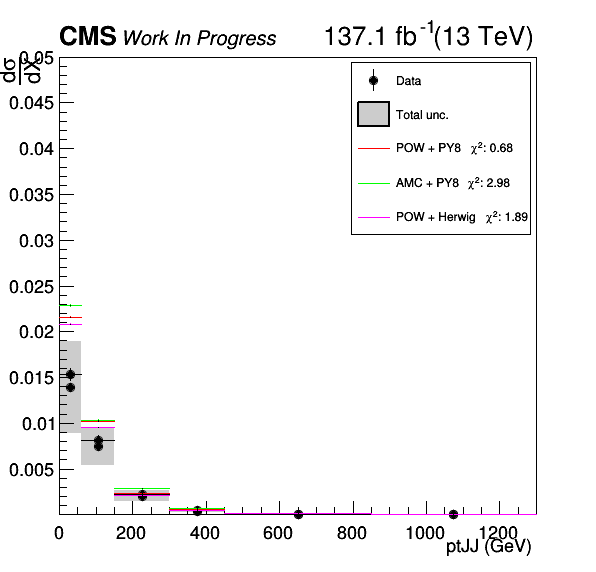 CMS Work In Progress 137.1 fb⁻¹(13 TeV)
dσ
dX
Data
Total unc.
POW + PY8 χ²: 0.68
AMC + PY8 χ²: 2.98
POW + Herwig χ²: 1.89
0.05
0.045
0.04
0.035
0.03
0.025
0.02
0.015
0.01
0.005
0 200 400 600 800 1000 1200
ptJJ (GeV)